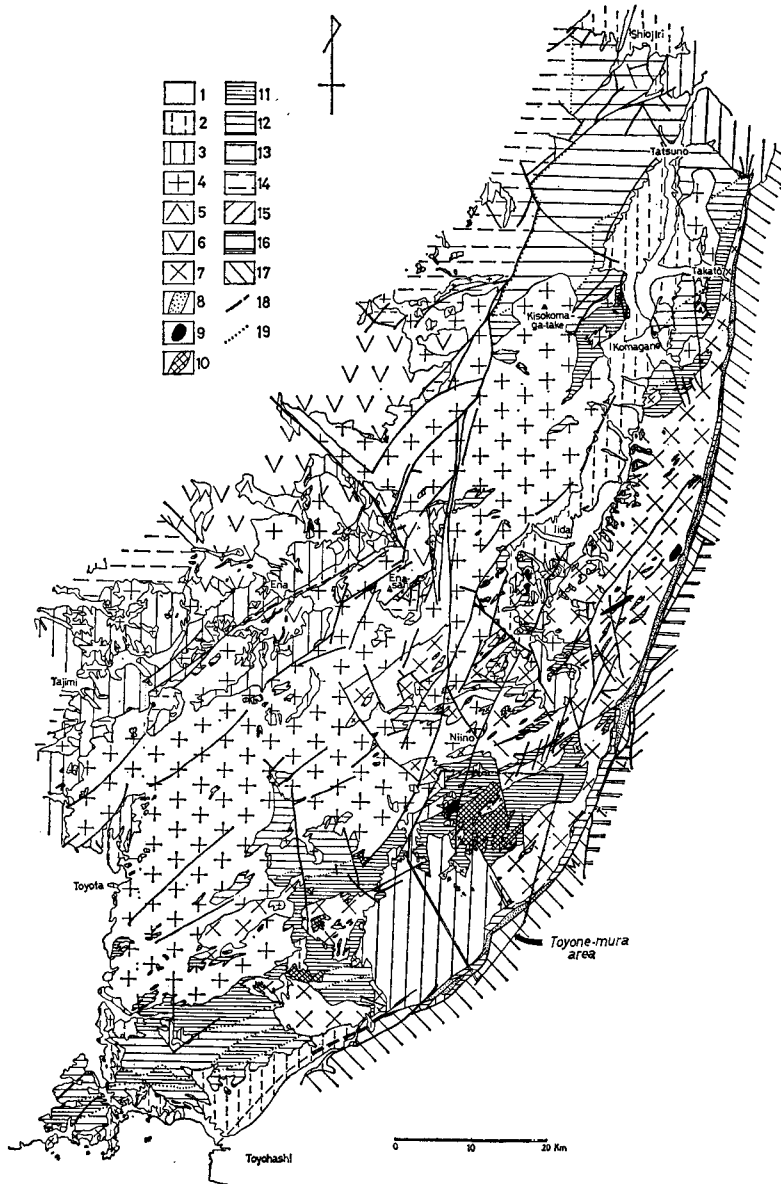 Shiojiri
1 11
2 12
3 13
4 14
5 15
6 16
7 17
8 18
9 19
10
Tatsuno
Takato
Kisokoma
ga-take
Komagane
Iida
Ena
Ena
san
Tajimi
Niino
Toyota
Toyone-mura
area
0 10 20 Km
Toyohashi